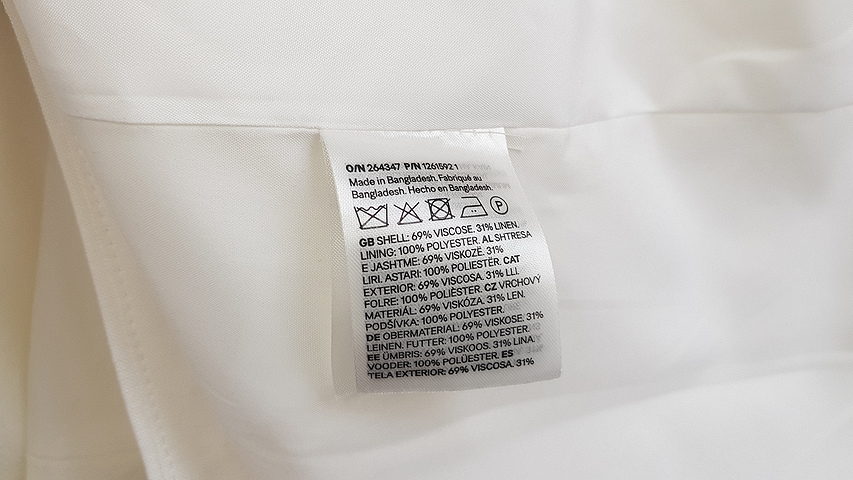 O/N 264347 P/N 1261592 1
Made in Bangladesh. Fabriqué au
Bangladesh. Hecho en Bangladesh.
P
GB SHELL: 69% VISCOSE. 31% LINEN.
LINING: 100% POLYESTER. AL SHTRESA
E JASHTME: 69% VISKOZË. 31%
LIRI. ASTARI: 100% POLIESTËR. CAT
EXTERIOR: 69% VISCOSA. 31% LLI.
FOLRE: 100% POLIÈSTER. CZ VRCHOVÝ
MATERIÁL: 69% VISKÓZA. 31% LEN.
PODŠÍVKA: 100% POLYESTER.
DE OBERMATERIAL: 69% VISKOSE. 31%
LEINEN. FUTTER: 100% POLYESTER.
EE ÜMBRIS: 69% VISKOOS. 31% LINA.
VOODER: 100% POLÜESTER. ES
TELA EXTERIOR: 69% VISCOSA. 31%